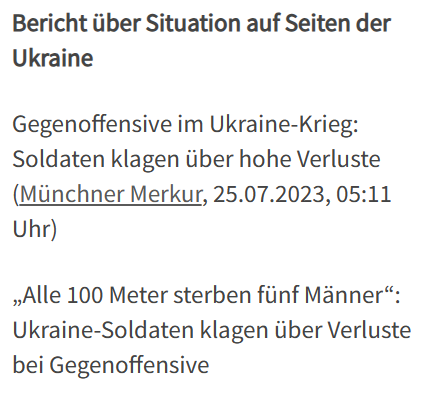 Bericht über Situation auf Seiten der
Ukraine
Gegenoffensive im Ukraine-Krieg:
Soldaten klagen über hohe Verluste
(Münchner Merkur, 25.07.2023, 05:11
Uhr)
„Alle 100 Meter sterben fünf Männer“:
Ukraine-Soldaten klagen über Verluste
bei Gegenoffensive